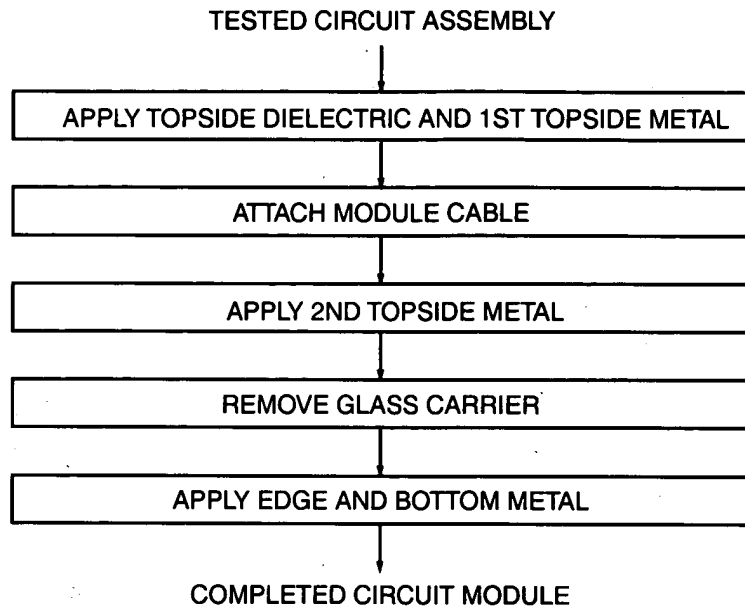 TESTED CIRCUIT ASSEMBLY
APPLY TOPSIDE DIELECTRIC AND 1ST TOPSIDE METAL
ATTACH MODULE CABLE
APPLY 2ND TOPSIDE METAL
REMOVE GLASS CARRIER
APPLY EDGE AND BOTTOM METAL
COMPLETED CIRCUIT MODULE